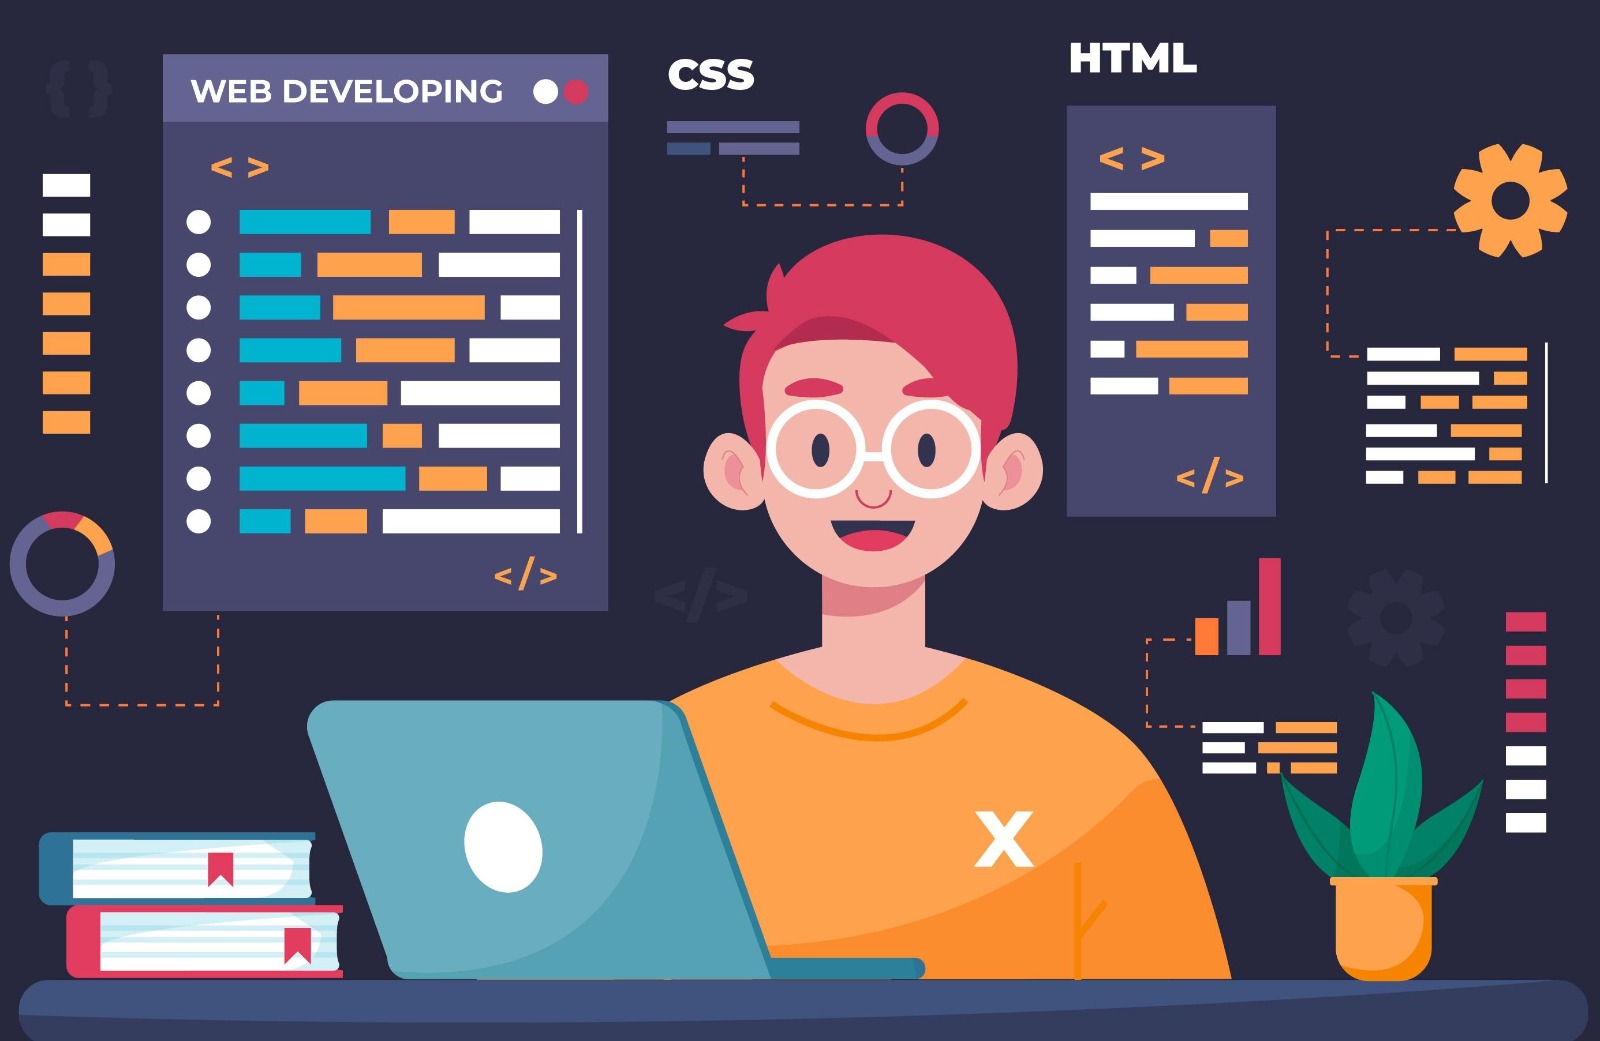 { }
WEB DEVELOPING
< >
</>
CSS
</>
HTML
< >
</>
X